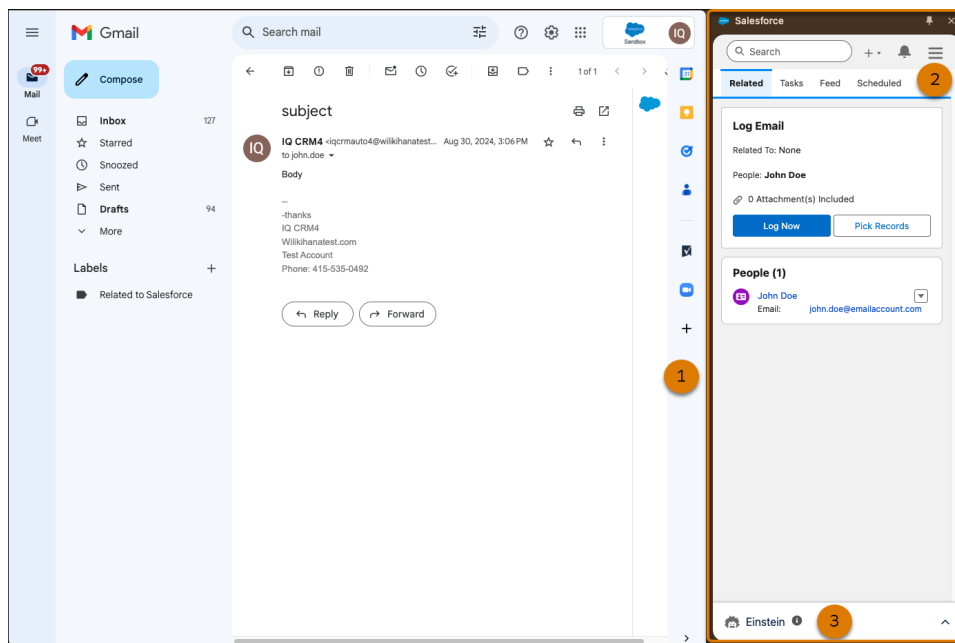 Gmail
Search mail
Sandbox
IQ
99+
Mail
Meet
Compose
Inbox 127
Starred
Snoozed
Sent
Drafts 94
More
Labels
Related to Salesforce
1 of 1
subject
IQ
IQ CRM4 <iqcrmauto4@wilikihanatest... Aug 30, 2024, 3:06 PM
to john.doe
Body
--
-thanks
IQ CRM4
Wilikihanatest.com
Test Account
Phone: 415-535-0492
Reply Forward
31
1
Salesforce
Search
2
Related Tasks Feed Scheduled
Log Email
Related To: None
People: John Doe
0 Attachment(s) Included
Log Now Pick Records
People (1)
John Doe
Email: john.doe@emailaccount.com
Einstein
3